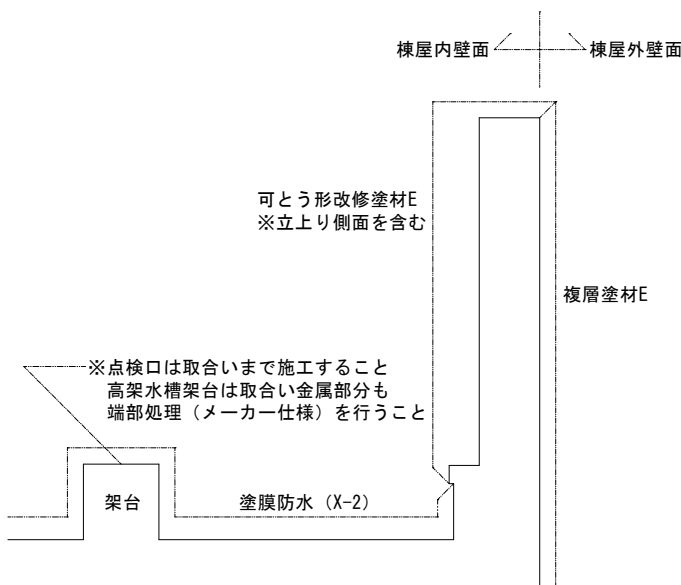 棟屋内壁面
棟屋外壁面
可とう形改修塗材E
※立上り側面を含む
複層塗材E
※点検口は取合いまで施工すること
高架水槽架台は取合い金属部分も
端部処理（メーカー仕様）を行うこと
架台
塗膜防水（X-2）